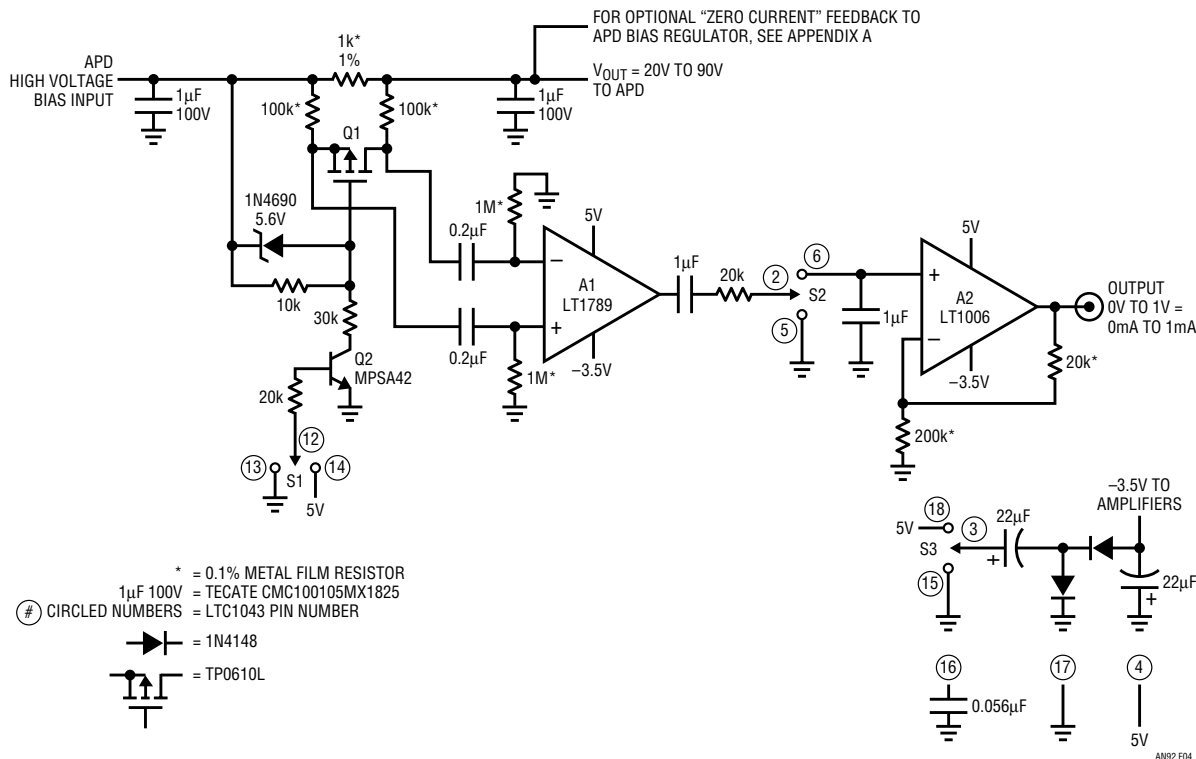 FOR OPTIONAL “ZERO CURRENT” FEEDBACK TO
APD BIAS REGULATOR, SEE APPENDIX A
APD
HIGH VOLTAGE
BIAS INPUT
1k*
1%
VOUT = 20V TO 90V
TO APD
1µF
100V
100k*
100k*
1µF
100V
Q1
1N4690
5.6V
1M*
5V
0.2µF
−
A1
LT1789
+
−3.5V
0.2µF
1M*
1µF
20k
2
6
S2
5
1µF
5V
+
A2
LT1006
−
−3.5V
OUTPUT
0V TO 1V =
0mA TO 1mA
20k*
200k*
10k
30k
Q2
MPSA42
20k
12
13
S1
14
5V
−3.5V TO
AMPLIFIERS
18
5V
3
22µF
S3
+
15
22µF
+
* = 0.1% METAL FILM RESISTOR
1µF 100V = TECATE CMC100105MX1825
# CIRCLED NUMBERS = LTC1043 PIN NUMBER
= 1N4148
= TP0610L
16
17
4
0.056µF
5V
AN92 F04